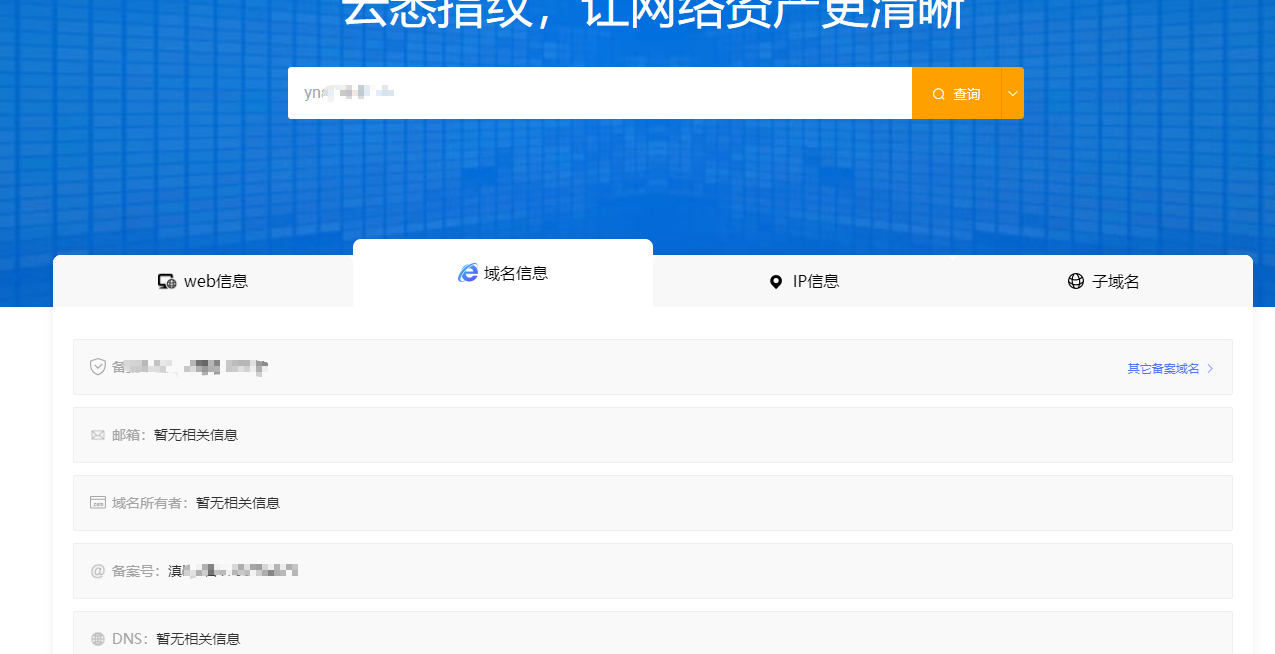 云悉指纹，让网络资产更清晰
yn
查询
web信息
域名信息
IP信息
子域名
备
其它备案域名
邮箱：暂无相关信息
域名所有者：暂无相关信息
备案号：滇
DNS：暂无相关信息